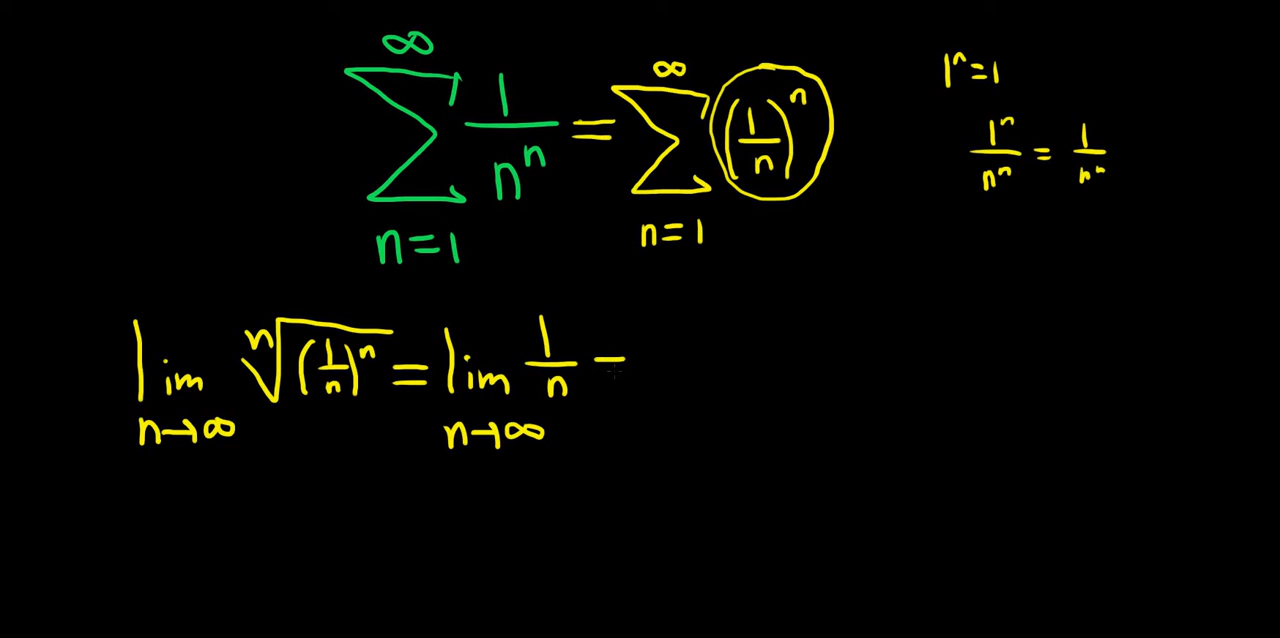 ∞ ∑ n=1 1/n^n = ∞ ∑ n=1 (1/n)^n
1^n = 1
1^n/n^n = 1/n^n
lim n→∞ ⁿ√(1/n)^n = lim n→∞ 1/n =